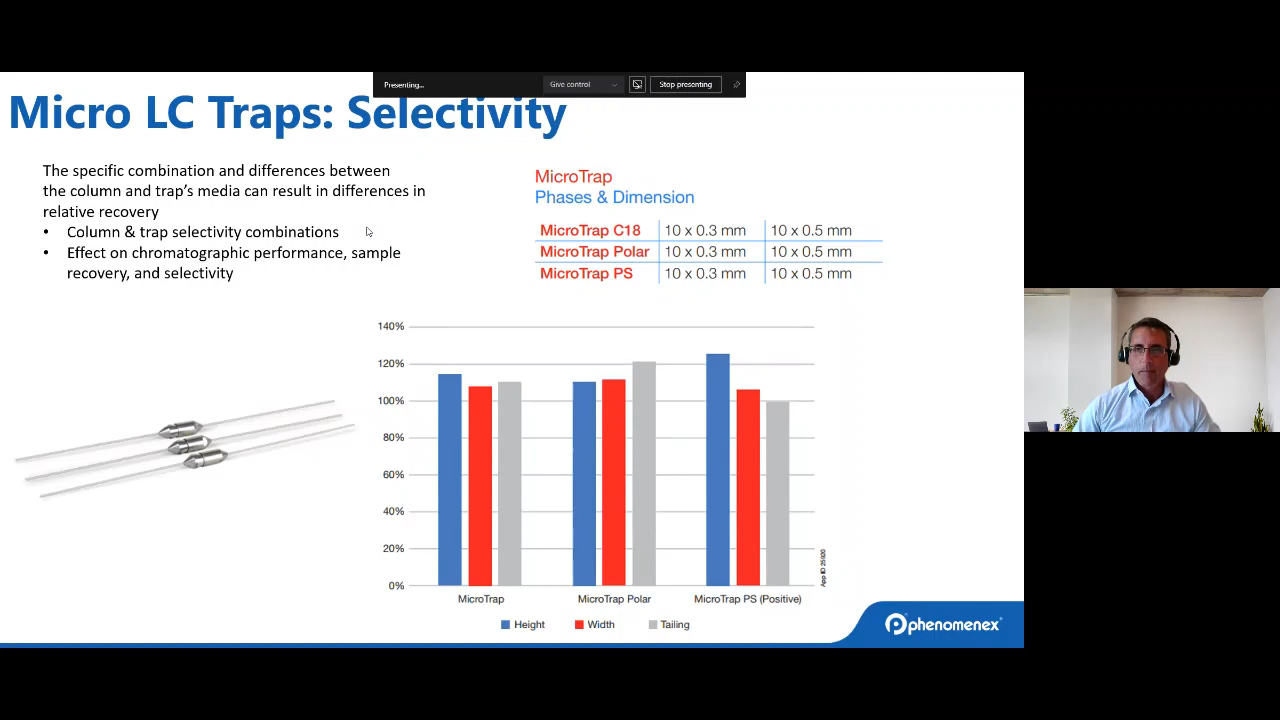 Presenting...
Give control
Stop presenting
Micro LC Traps: Selectivity
The specific combination and differences between
the column and trap's media can result in differences in
relative recovery
• Column & trap selectivity combinations
• Effect on chromatographic performance, sample
recovery, and selectivity
MicroTrap
Phases & Dimension
MicroTrap C18 10 x 0.3 mm 10 x 0.5 mm
MicroTrap Polar 10 x 0.3 mm 10 x 0.5 mm
MicroTrap PS 10 x 0.3 mm 10 x 0.5 mm
140%
120%
100%
80%
60%
40%
20%
0%
MicroTrap MicroTrap Polar MicroTrap PS (Positive)
Height Width Tailing
App ID 25920
phenomenex